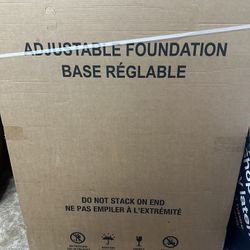 ADJUSTABLE FOUNDATION
BASE RÉGLABLE
DO NOT STACK ON END
NE PAS EMPILER À L'EXTRÉMITÉ